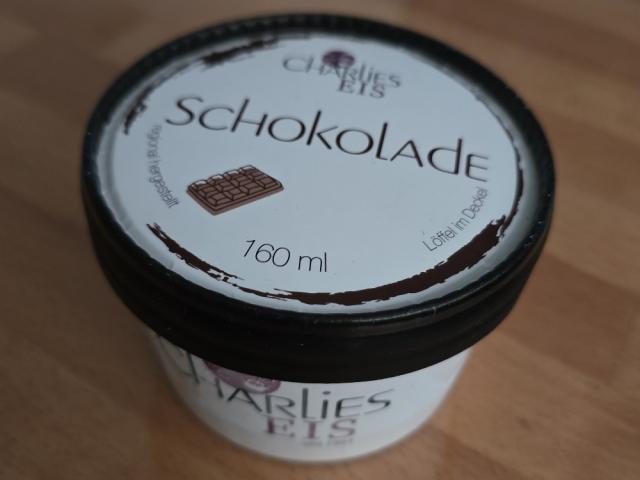 CHARLiES
EIS
SCHOKOLADE
regional hergestellt
Löffel im Deckel
160 ml
CHARLiES
EIS